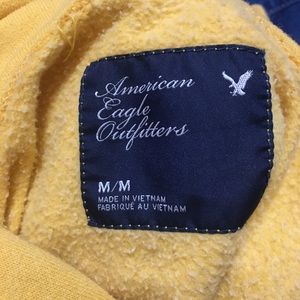 American
Eagle
Outfitters
M/M
MADE IN VIETNAM
FABRIQUÉ AU VIETNAM